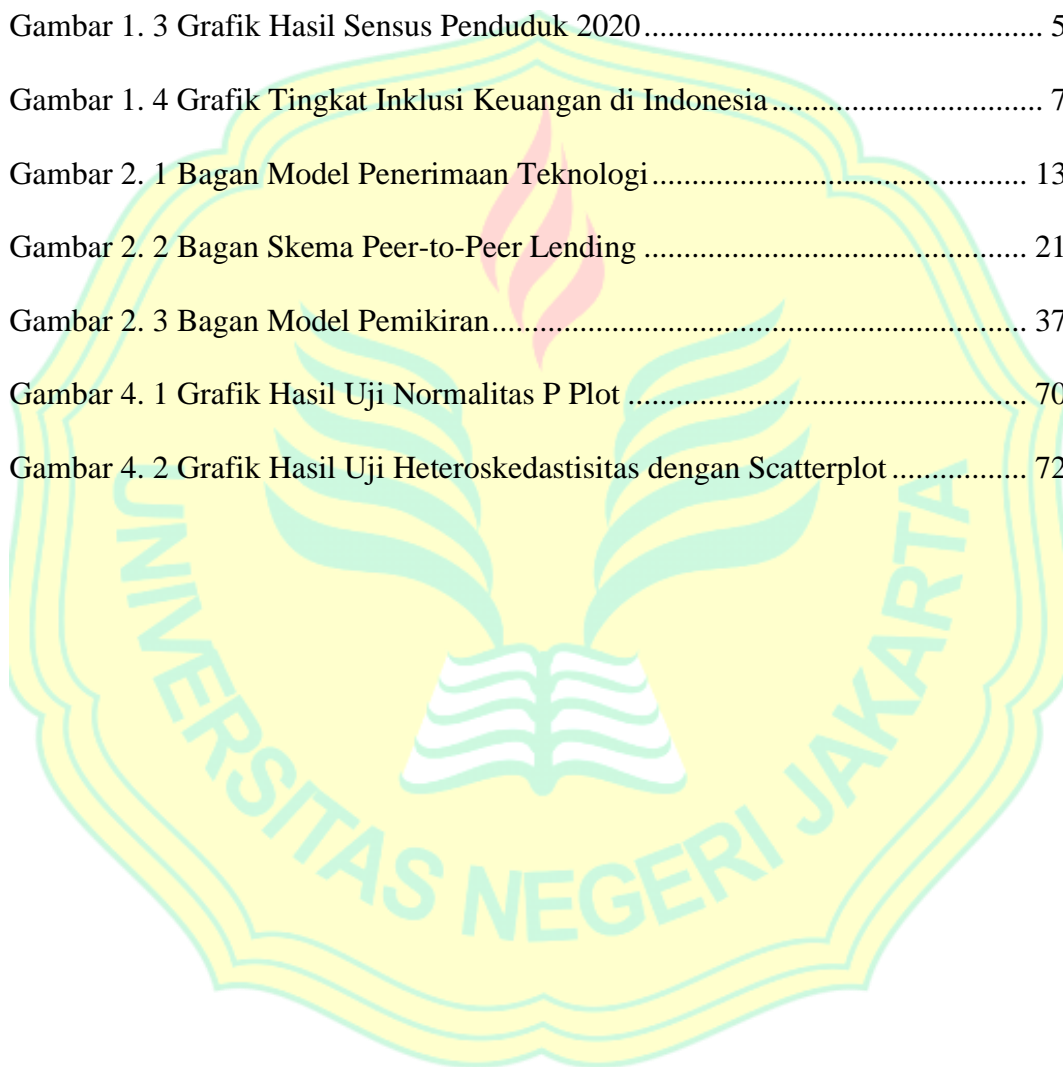 Gambar 1. 3 Grafik Hasil Sensus Penduduk 2020.................................................. 5
Gambar 1. 4 Grafik Tingkat Inklusi Keuangan di Indonesia................................ 7
Gambar 2. 1 Bagan Model Penerimaan Teknologi............................................... 13
Gambar 2. 2 Bagan Skema Peer-to-Peer Lending ................................................ 21
Gambar 2. 3 Bagan Model Pemikiran................................................................... 37
Gambar 4. 1 Grafik Hasil Uji Normalitas P Plot .................................................. 70
Gambar 4. 2 Grafik Hasil Uji Heteroskedastisitas dengan Scatterplot................. 72
UNIVERSITAS NEGERI JAKARTA